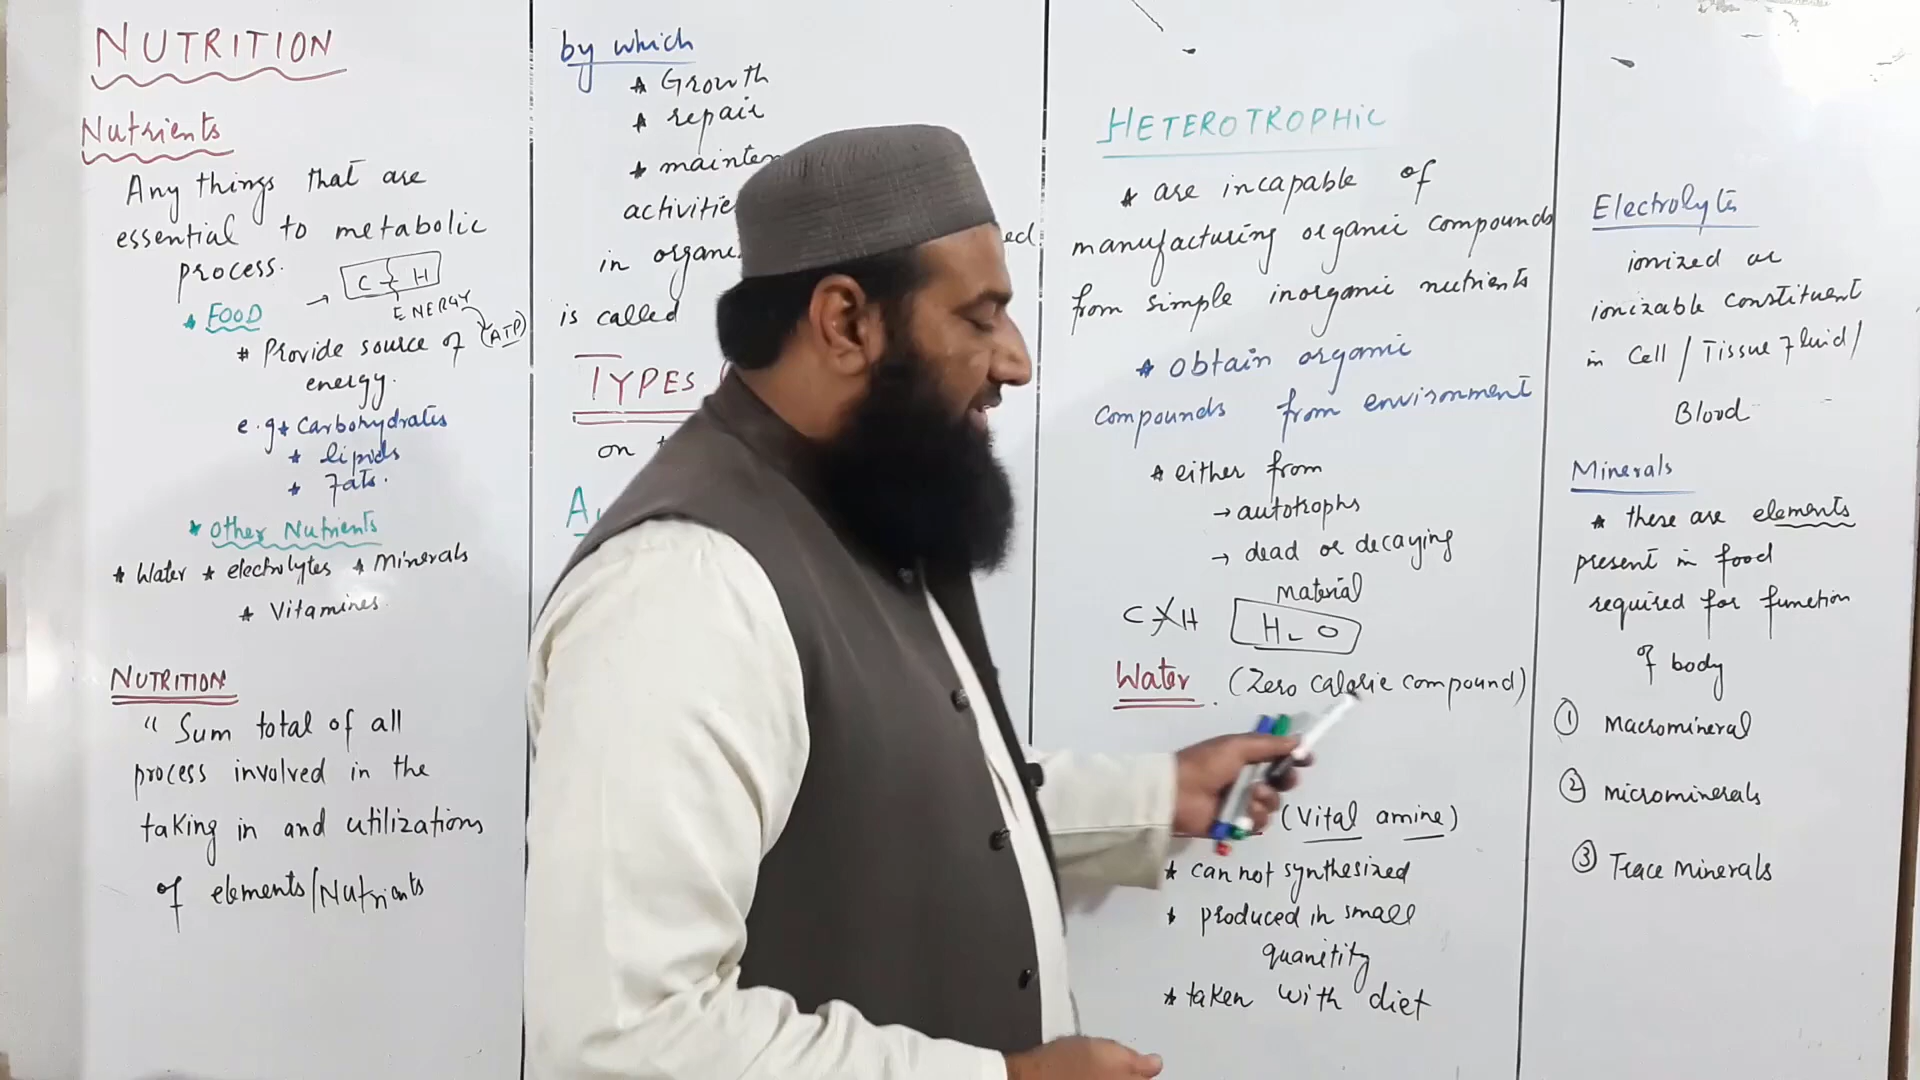 NUTRITION
Nutrients
Any things that are
essential to metabolic
process.
→ C H
ENERGY
(ATP)
* FOOD
* Provide source of
energy.
e.g * Carbohydrates
* lipids
* Fats.
* Other Nutrients
* Water * electrolytes * Minerals
* Vitamines
NUTRITION
" Sum total of all
process involved in the
taking in and utilizations
of elements/Nutrients
by which
* Growth
* repair
activitie
in organi
is called
TYPES
on
HETEROTROPHIC
* are incapable of
manufacturing organic compounds
from simple inorganic nutrients
* obtain organic
compounds from environment
* either from
→ autotrophs
→ dead or decaying
material
C H H2O
Water (Zero calorie compound)
(Vital amine)
* can not synthesized
* produced in small
quanitity
* taken with diet
Electrolyts
ionized or
ionizable constituent
in Cell / Tissue Fluid /
Blood
Minerals
* these are elements
present in food
required for function
of body
① Macromineral
② microminerals
③ Trace Minerals